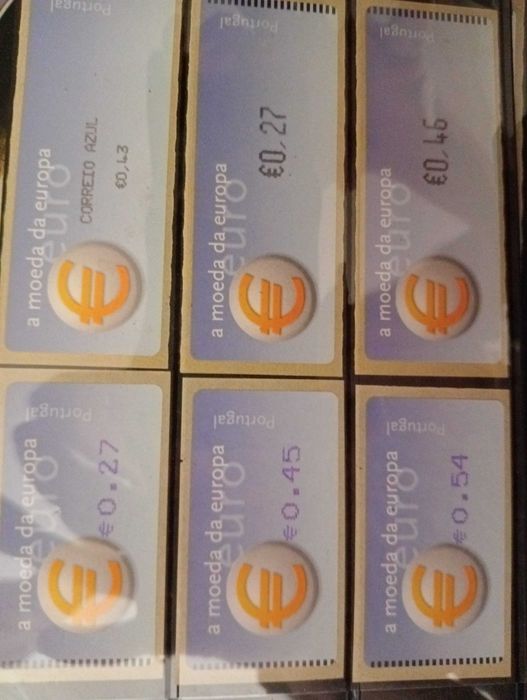 Portugal
a moeda da europa
euro
CORREIO AZUL
€0,43
Portugal
a moeda da europa
euro
€0,27
Portugal
a moeda da europa
euro
€0,46
Portugal
a moeda da europa
euro
€0.27
Portugal
a moeda da europa
euro
€0.45
Portugal
a moeda da europa
euro
€0.54